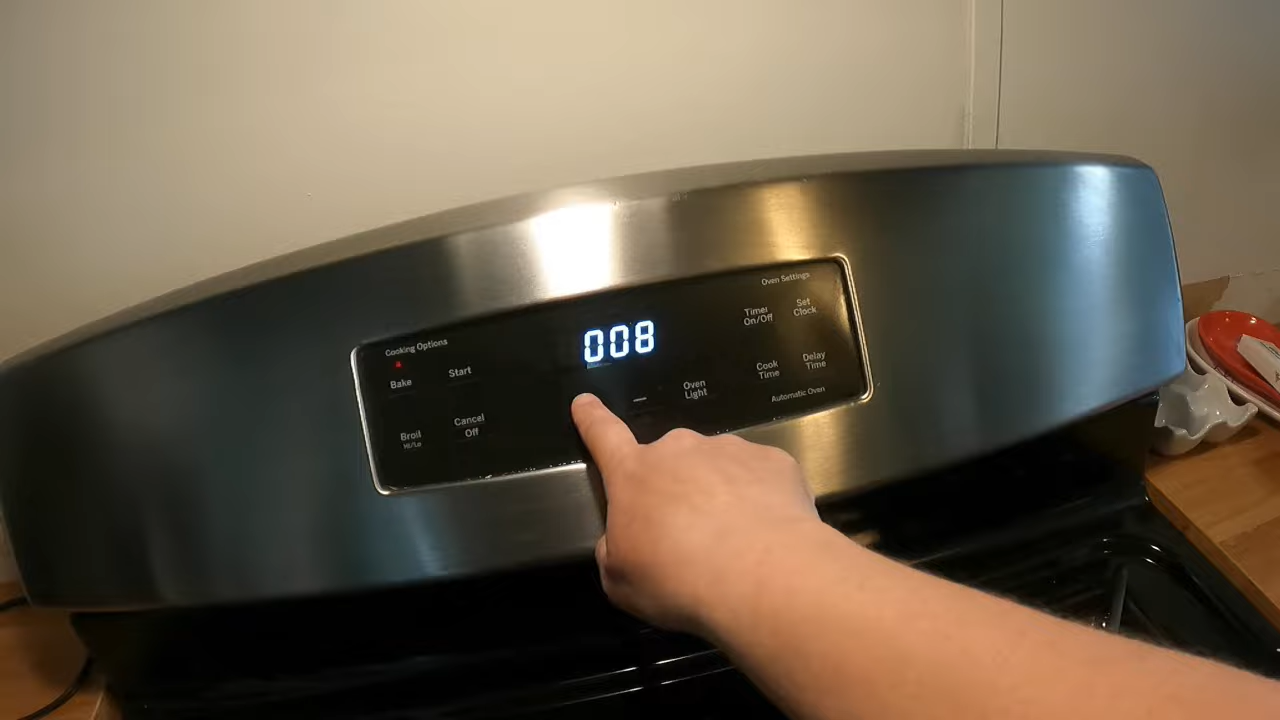 Cooking Options
Bake
Start
Broil
Hi/Lo
Cancel
Off
008
Oven
Light
Oven Settings
Timer
On/Off
Set
Clock
Cook
Time
Delay
Time
Automatic Oven